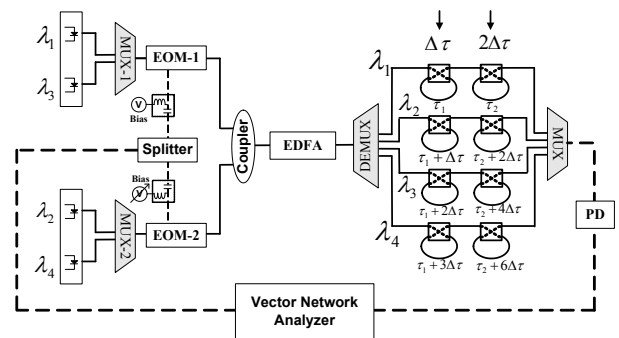 λ1
λ3
MUX-1
EOM-1
V
Bias
Splitter
Bias
V
λ2
λ4
MUX-2
EOM-2
Coupler
EDFA
DEMUX
Δτ 2Δτ
λ1
τ1 τ2
λ2
τ1 + Δτ τ2 + 2Δτ
λ3
τ1 + 2Δτ τ2 + 4Δτ
λ4
τ1 + 3Δτ τ2 + 6Δτ
MUX
PD
Vector Network
Analyzer